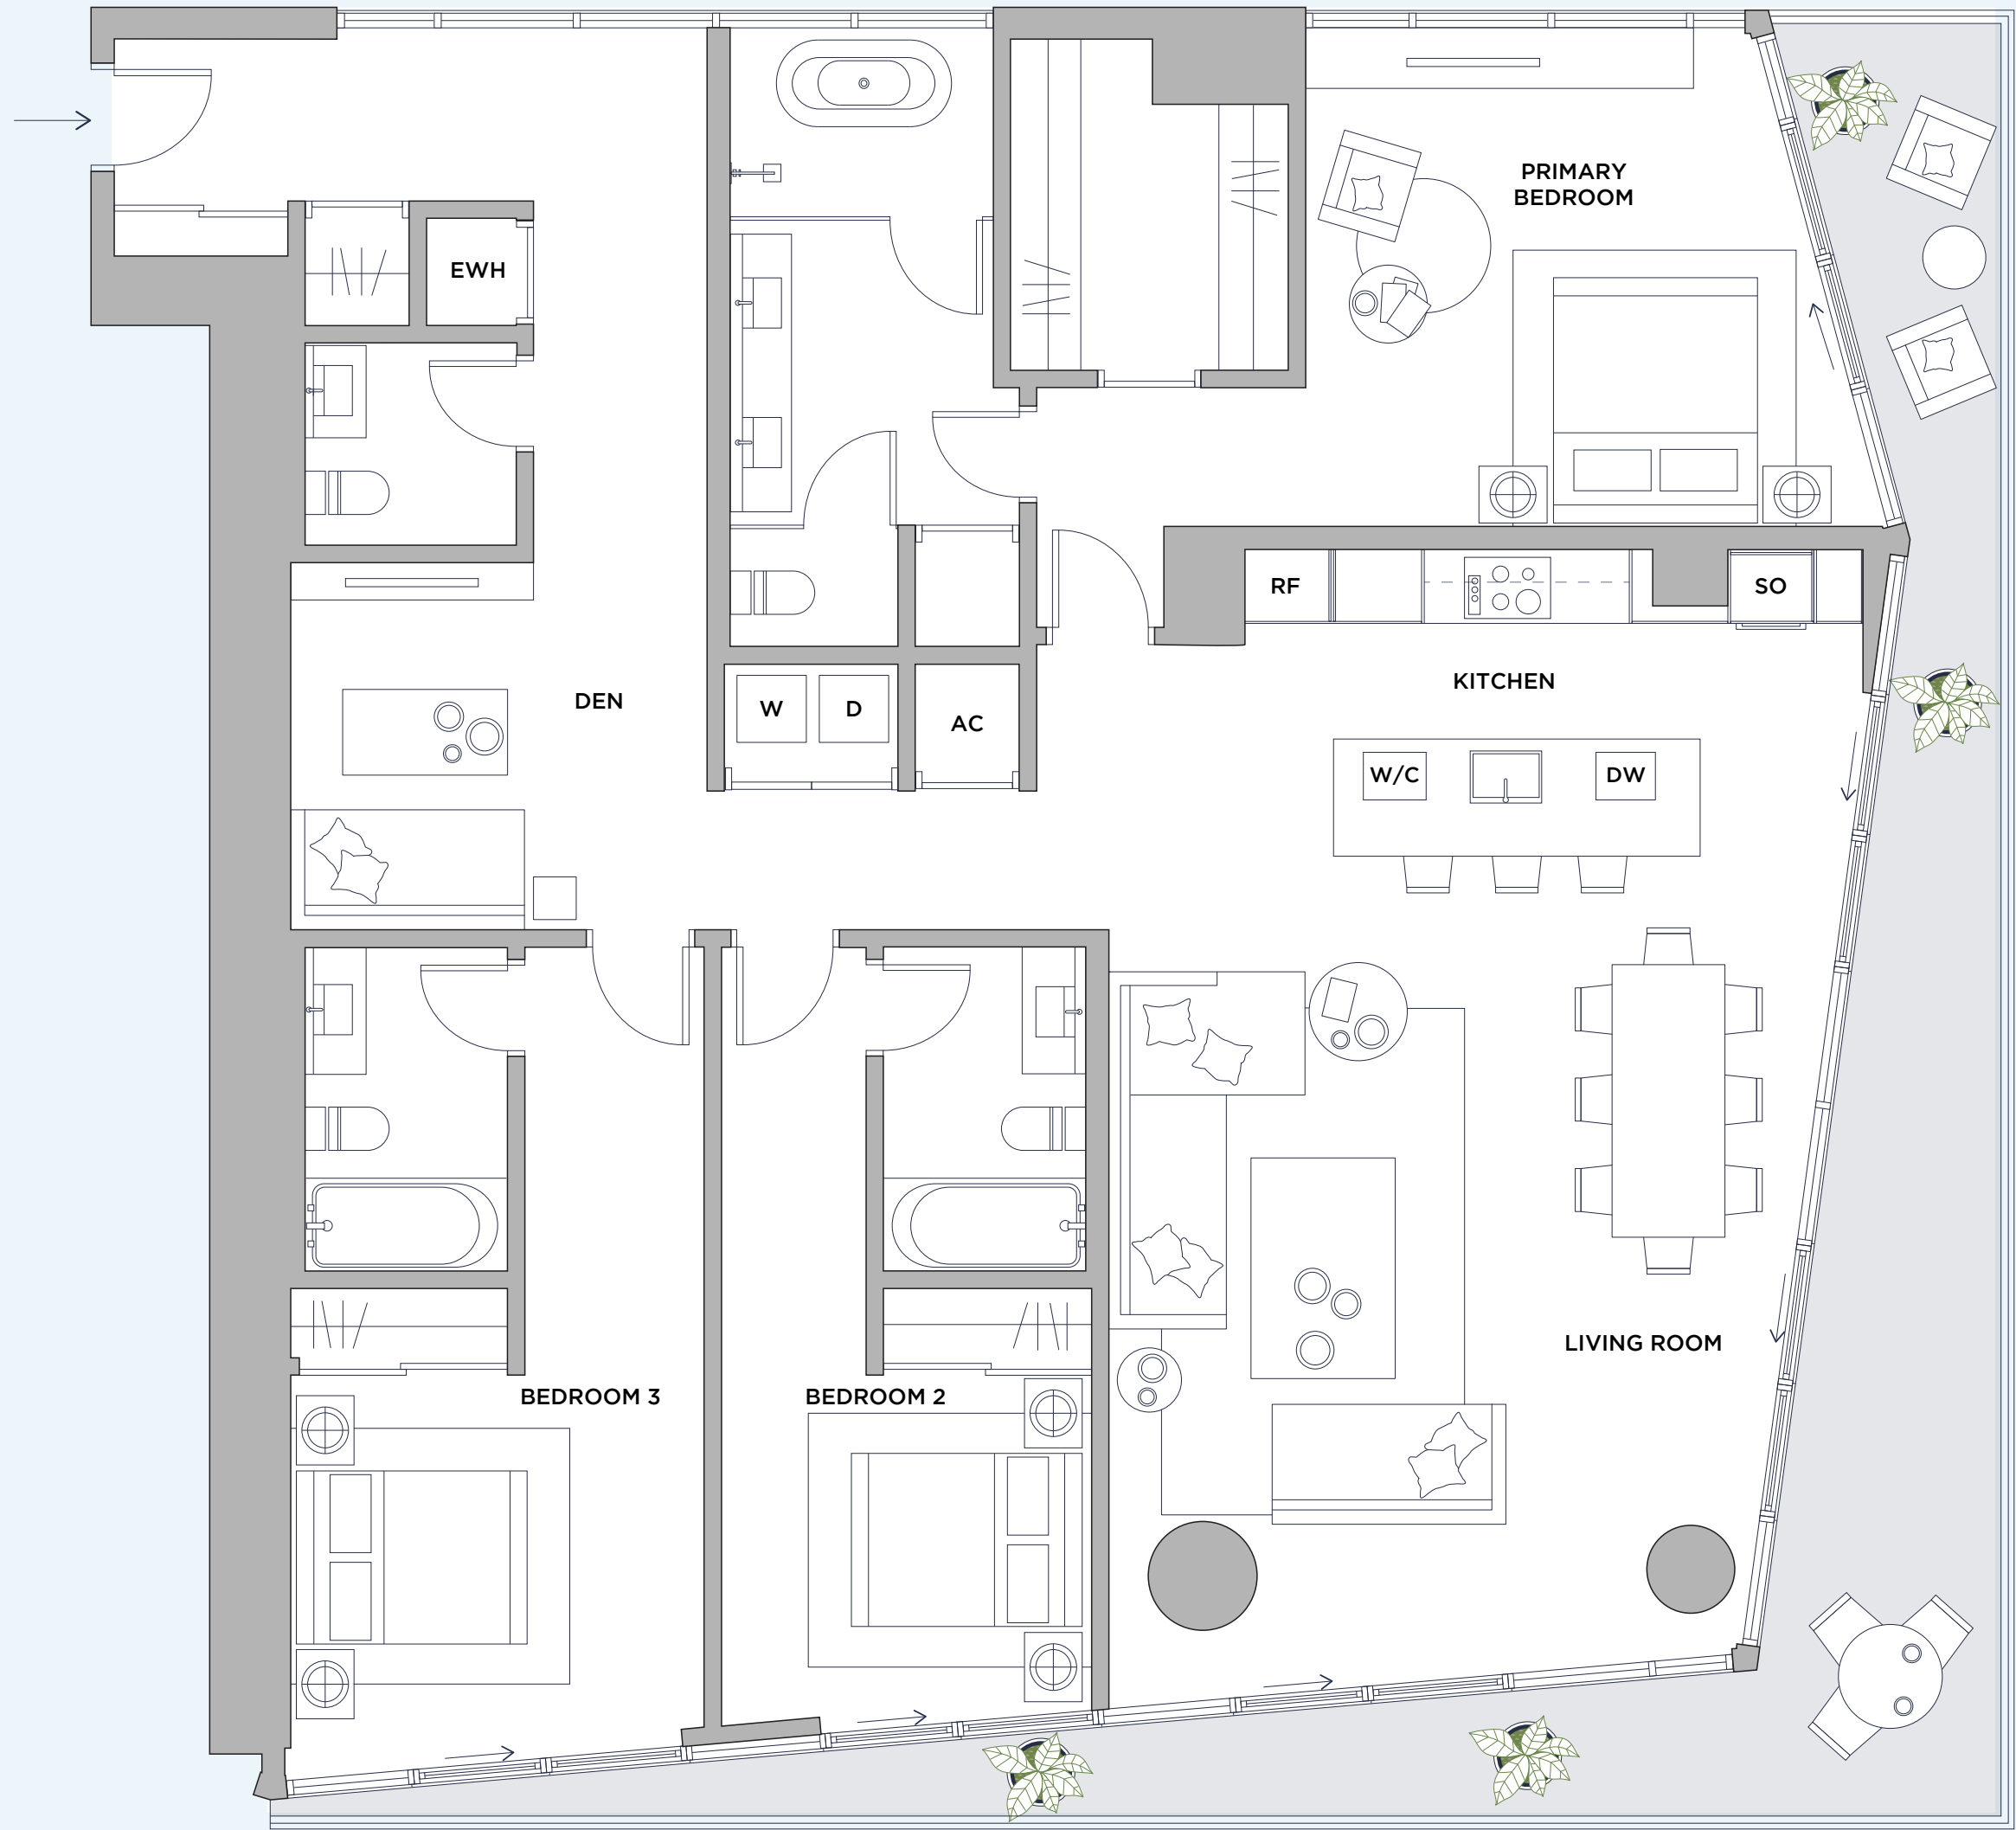 PRIMARY
BEDROOM
EWH
RF
SO
KITCHEN
DEN
W
D
AC
W/C
DW
LIVING ROOM
BEDROOM 3
BEDROOM 2